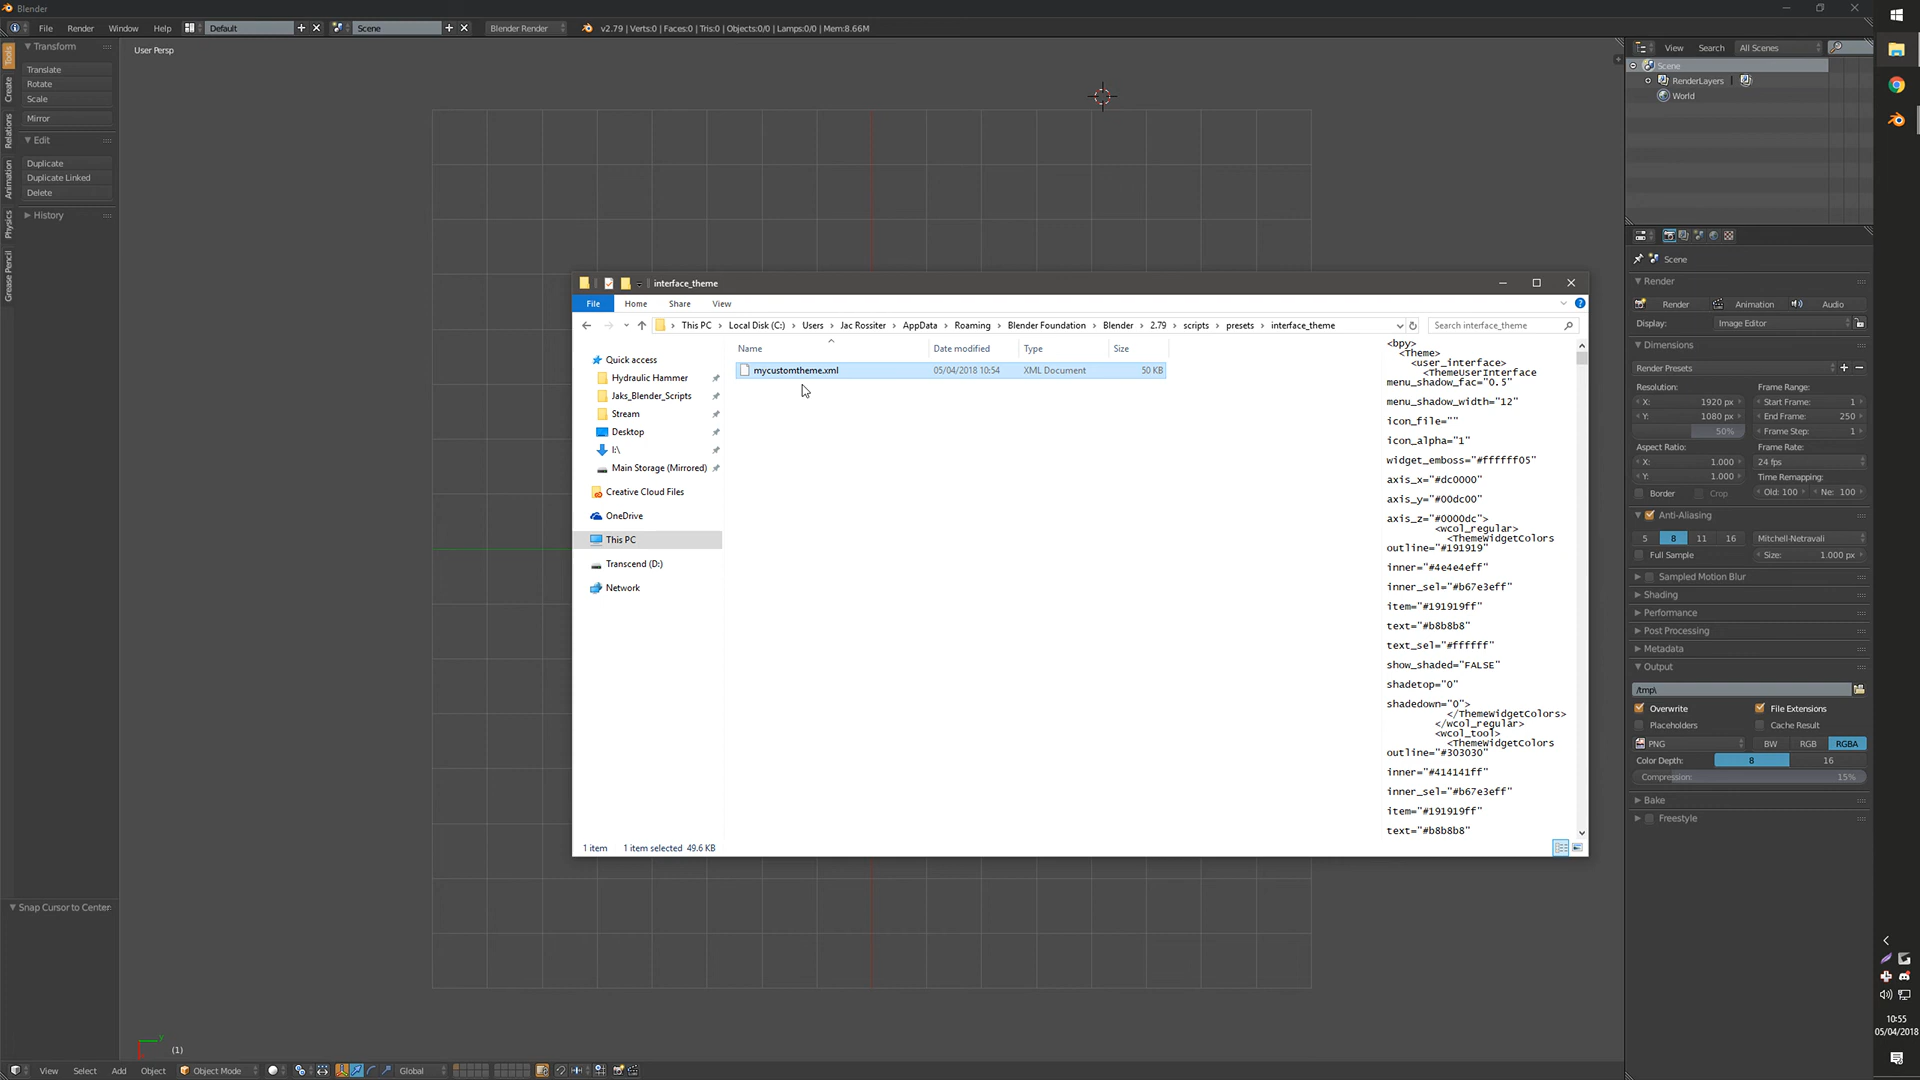 Blender
File Render Window Help Default Scene Blender Render v2.79 | Verts:0 | Faces:0 | Tris:0 | Objects:0/0 | Lamps:0/0 | Mem:8.66M
User Persp
Tools
Create
Relations
Animation
Physics
Grease Pencil
Transform
Translate
Rotate
Scale
Mirror
Edit
Duplicate
Duplicate Linked
Delete
History
Snap Cursor to Center
(1)
View Select Add Object Object Mode Global
interface_theme
File Home Share View
This PC Local Disk (C:) Users Jac Rossiter AppData Roaming Blender Foundation Blender 2.79 scripts presets interface_theme
Search interface_theme
Name Date modified Type Size
mycustomtheme.xml 05/04/2018 10:54 XML Document 50 KB
Quick access
Hydraulic Hammer
Jaks_Blender_Scripts
Stream
Desktop
I:\
Main Storage (Mirrored)
Creative Cloud Files
OneDrive
This PC
Transcend (D:)
Network
1 item 1 item selected 49.6 KB
<bpy>
<Theme>
<user_interface>
<ThemeUserInterface
menu_shadow_fac="0.5"
menu_shadow_width="12"
icon_file=""
icon_alpha="1"
widget_emboss="#ffffff05"
axis_x="#dc0000"
axis_y="#00dc00"
axis_z="#0000dc">
<wcol_regular>
<ThemeWidgetColors
outline="#191919"
inner="#4e4e4eff"
inner_sel="#b67e3eff"
item="#191919ff"
text="#b8b8b8"
text_sel="#ffffff"
show_shaded="FALSE"
shadetop="0"
shadedown="0">
</ThemeWidgetColors>
</wcol_regular>
<wcol_tool>
<ThemeWidgetColors
outline="#303030"
inner="#414141ff"
inner_sel="#b67e3eff"
item="#191919ff"
text="#b8b8b8"
View Search All Scenes
Scene
RenderLayers
World
Scene
Render
Render Animation Audio
Display: Image Editor
Dimensions
Render Presets
Resolution: Frame Range:
X: 1920 px Start Frame: 1
Y: 1080 px End Frame: 250
50% Frame Step: 1
Aspect Ratio: Frame Rate:
X: 1.000 24 fps
Y: 1.000 Time Remapping:
Border Crop Old: 100 Ne: 100
Anti-Aliasing
5 8 11 16 Mitchell-Netravali
Full Sample Size: 1.000 px
Sampled Motion Blur
Shading
Performance
Post Processing
Metadata
Output
/tmp\
Overwrite File Extensions
Placeholders Cache Result
PNG BW RGB RGBA
Color Depth: 8 16
Compression: 15%
Bake
Freestyle
10:55
05/04/2018